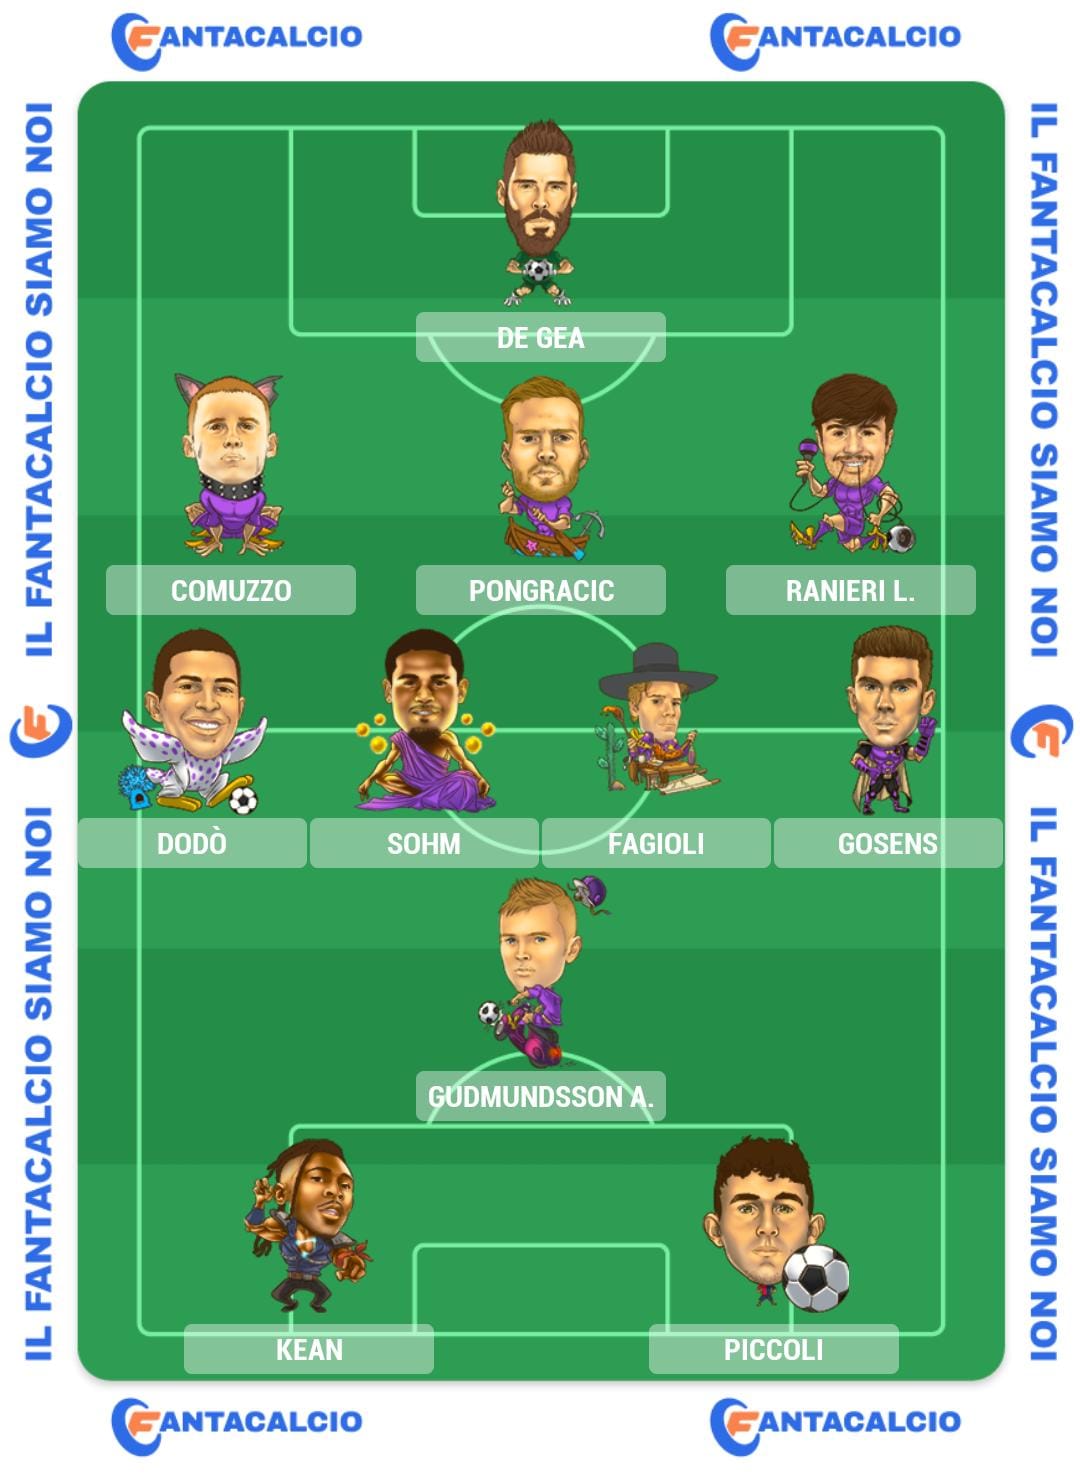 FANTACALCIO
FANTACALCIO
IL FANTACALCIO SIAMO NOI
IL FANTACALCIO SIAMO NOI
DE GEA
COMUZZO
PONGRACIC
RANIERI L.
DODÒ
SOHM
FAGIOLI
GOSENS
IL FANTACALCIO SIAMO NOI
IL FANTACALCIO SIAMO NOI
GUDMUNDSSON A.
KEAN
PICCOLI
FANTACALCIO
FANTACALCIO